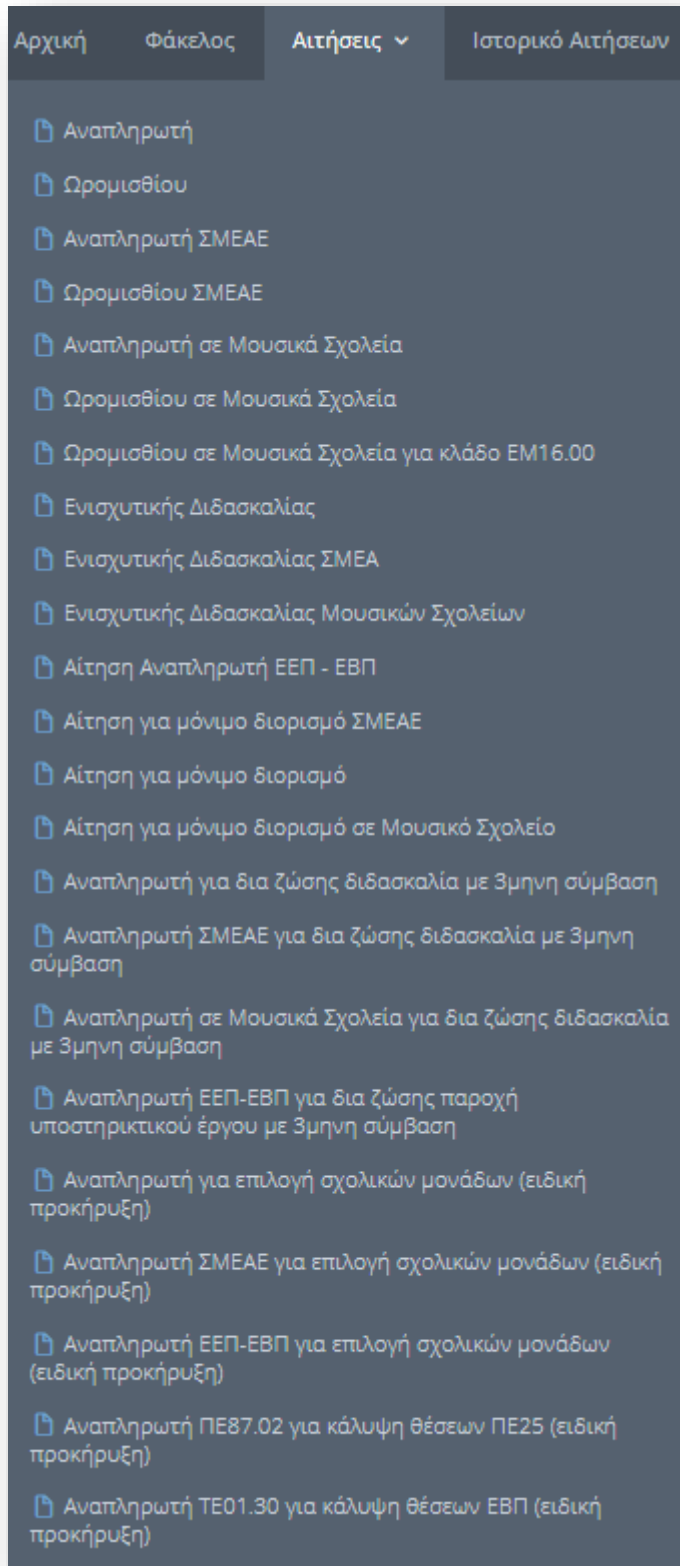 Αρχική Φάκελος Αιτήσεις Ιστορικό Αιτήσεων
Αναπληρωτή
Ωρομισθίου
Αναπληρωτή ΣΜΕΑΕ
Ωρομισθίου ΣΜΕΑΕ
Αναπληρωτή σε Μουσικά Σχολεία
Ωρομισθίου σε Μουσικά Σχολεία
Ωρομισθίου σε Μουσικά Σχολεία για κλάδο ΕΜ16.00
Ενισχυτικής Διδασκαλίας
Ενισχυτικής Διδασκαλίας ΣΜΕΑ
Ενισχυτικής Διδασκαλίας Μουσικών Σχολείων
Αίτηση Αναπληρωτή ΕΕΠ - ΕΒΠ
Αίτηση για μόνιμο διορισμό ΣΜΕΑΕ
Αίτηση για μόνιμο διορισμό
Αίτηση για μόνιμο διορισμό σε Μουσικό Σχολείο
Αναπληρωτή για δια ζώσης διδασκαλία με 3μηνη σύμβαση
Αναπληρωτή ΣΜΕΑΕ για δια ζώσης διδασκαλία με 3μηνη
σύμβαση
Αναπληρωτή σε Μουσικά Σχολεία για δια ζώσης διδασκαλία
με 3μηνη σύμβαση
Αναπληρωτή ΕΕΠ-ΕΒΠ για δια ζώσης παροχή
υποστηρικτικού έργου με 3μηνη σύμβαση
Αναπληρωτή για επιλογή σχολικών μονάδων (ειδική
προκήρυξη)
Αναπληρωτή ΣΜΕΑΕ για επιλογή σχολικών μονάδων (ειδική
προκήρυξη)
Αναπληρωτή ΕΕΠ-ΕΒΠ για επιλογή σχολικών μονάδων
(ειδική προκήρυξη)
Αναπληρωτή ΠΕ87.02 για κάλυψη θέσεων ΠΕ25 (ειδική
προκήρυξη)
Αναπληρωτή ΤΕ01.30 για κάλυψη θέσεων ΕΒΠ (ειδική
προκήρυξη)